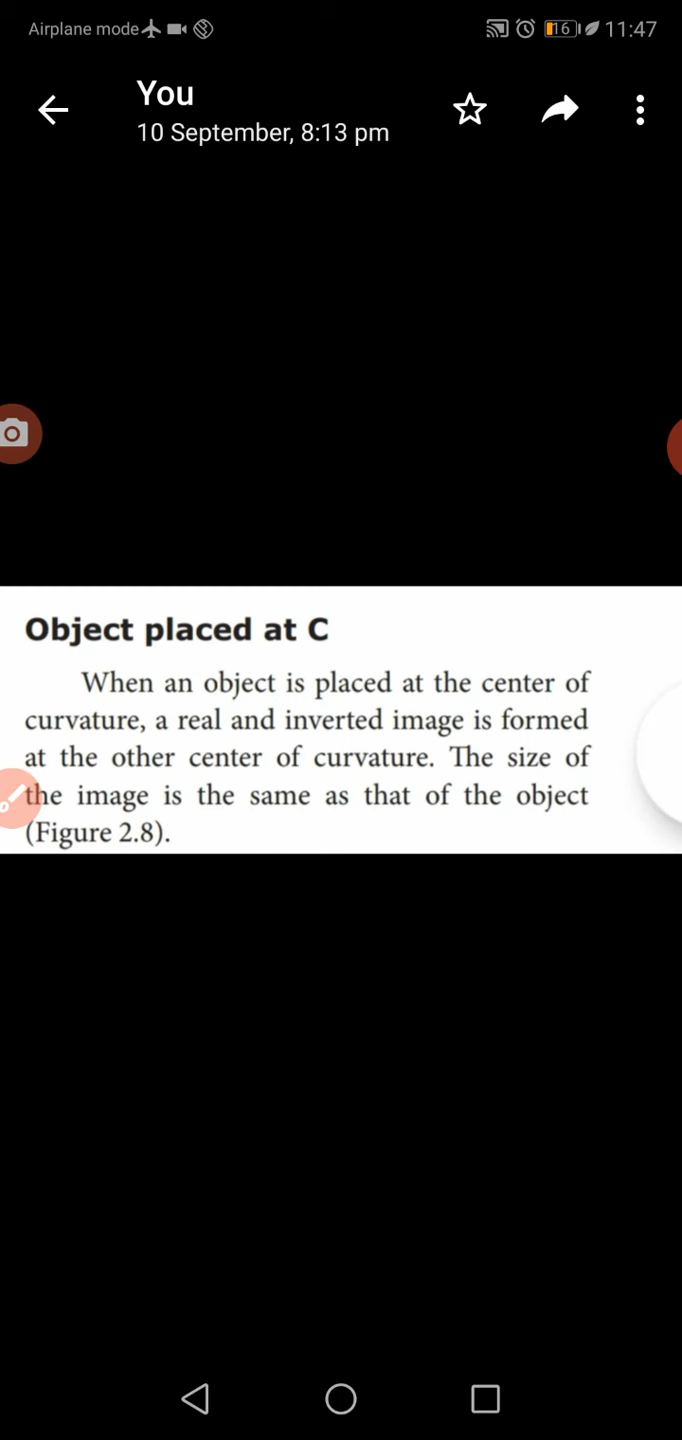 Airplane mode 16 11:47
You
10 September, 8:13 pm
Object placed at C
When an object is placed at the center of
curvature, a real and inverted image is formed
at the other center of curvature. The size of
the image is the same as that of the object
(Figure 2.8).